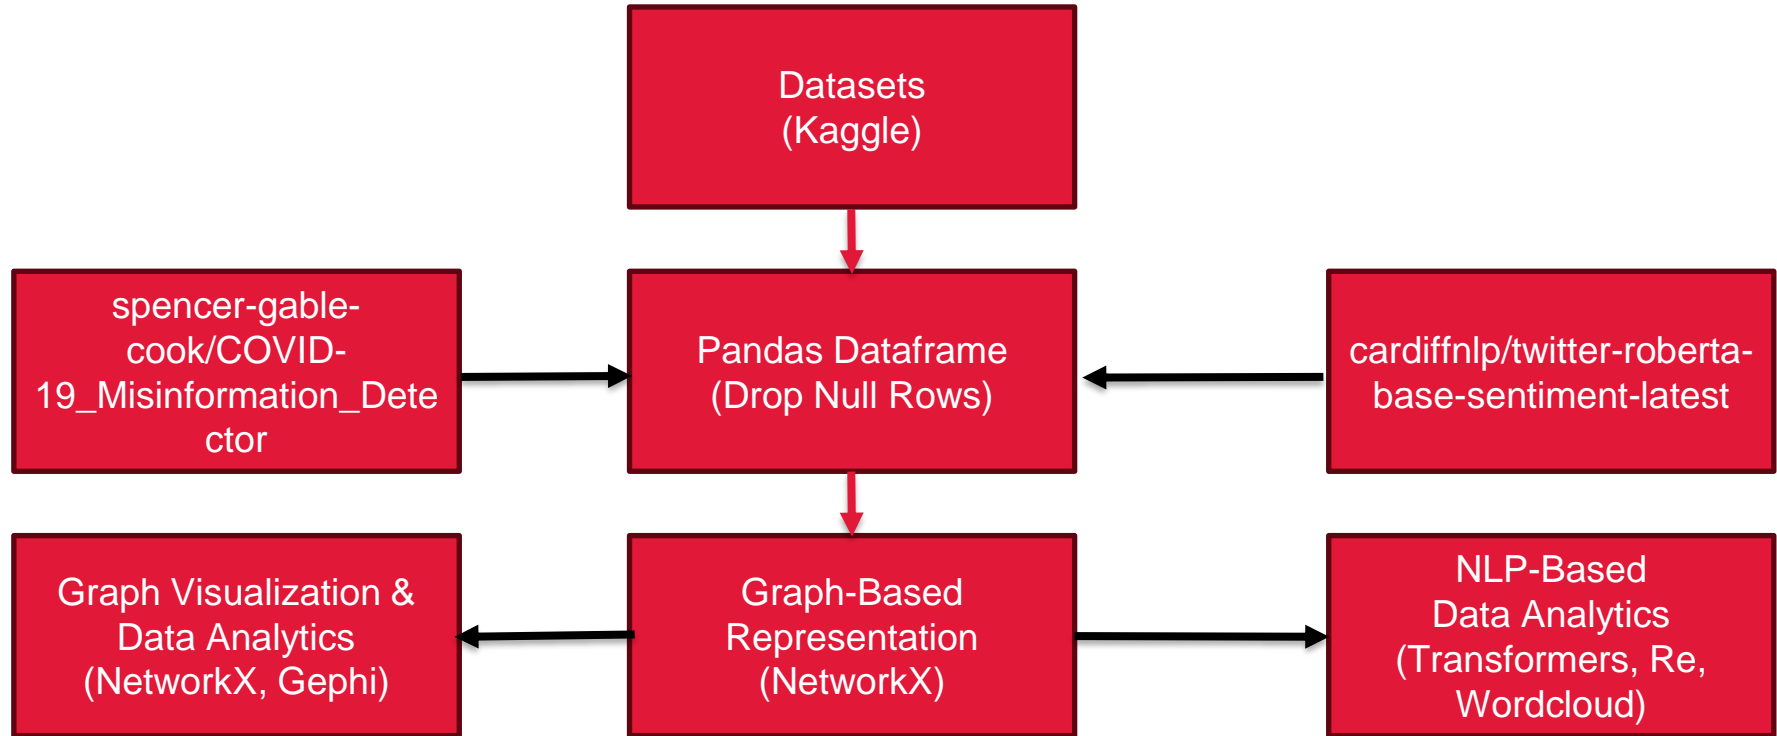 Datasets
(Kaggle)
spencer-gable-
cook/COVID-
19_Misinformation_Dete
ctor
Pandas Dataframe
(Drop Null Rows)
cardiffnlp/twitter-roberta-
base-sentiment-latest
Graph Visualization &
Data Analytics
(NetworkX, Gephi)
Graph-Based
Representation
(NetworkX)
NLP-Based
Data Analytics
(Transformers, Re,
Wordcloud)